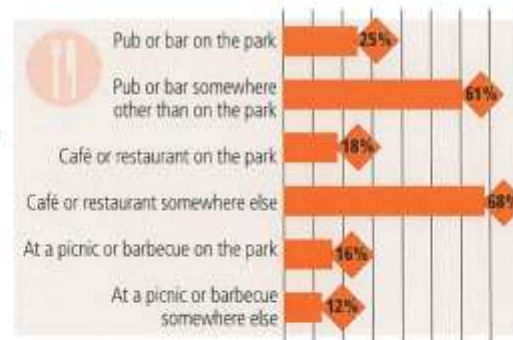 Pub or bar on the park
25%
Pub or bar somewhere
other than on the park
61%
Café or restaurant on the park
18%
Café or restaurant somewhere else
68%
At a picnic or barbecue on the park
16%
At a picnic or barbecue
somewhere else
12%